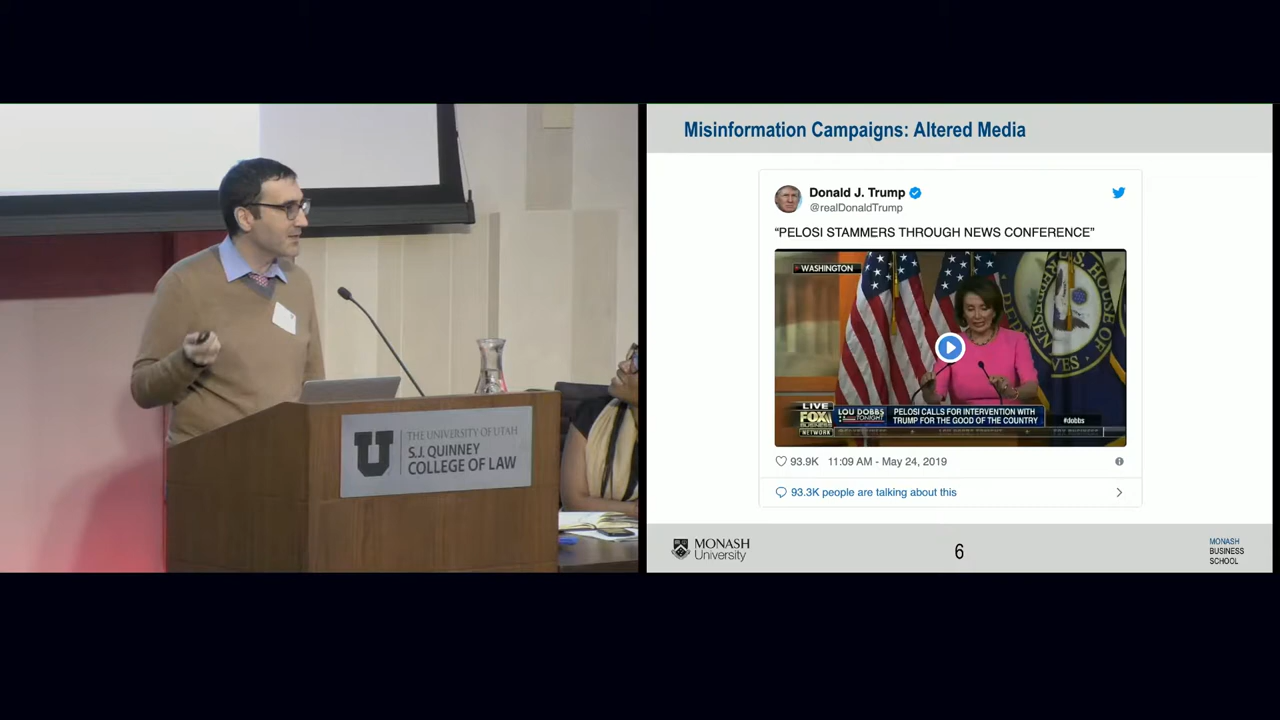 THE UNIVERSITY OF UTAH
S.J. QUINNEY
COLLEGE OF LAW
Misinformation Campaigns: Altered Media
Donald J. Trump
@realDonaldTrump
“PELOSI STAMMERS THROUGH NEWS CONFERENCE”
WASHINGTON
LIVE
FOX
BUSINESS
NETWORK
LOU DOBBS
TONIGHT
PELOSI CALLS FOR INTERVENTION WITH
TRUMP FOR THE GOOD OF THE COUNTRY
#dobbs
93.9K 11:09 AM - May 24, 2019
93.3K people are talking about this
MONASH
University
6
MONASH
BUSINESS
SCHOOL